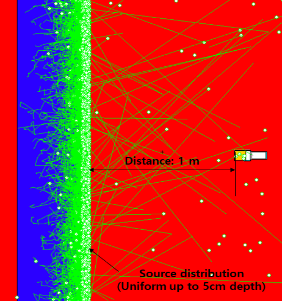 Distance: 1 m
Source distribution
(Uniform up to 5cm depth)